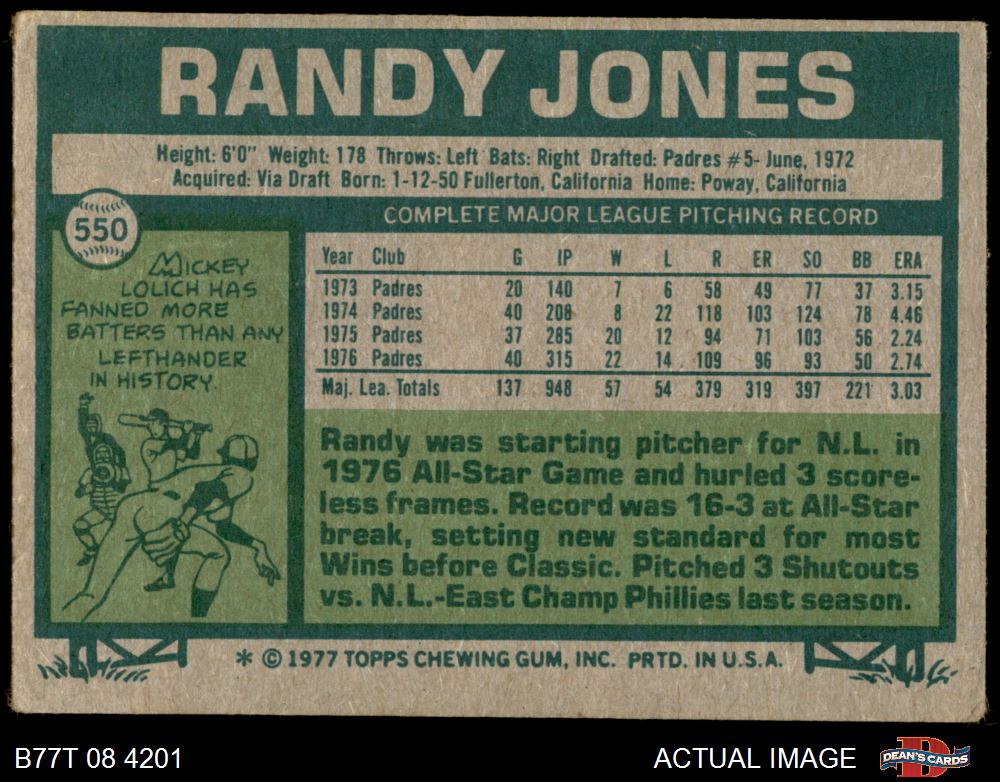 RANDY JONES
Height: 6'0" Weight: 178 Throws: Left Bats: Right Drafted: Padres #5- June, 1972
Acquired: Via Draft Born: 1-12-50 Fullerton, California Home: Poway, California
550
MICKEY
LOLICH HAS
FANNED MORE
BATTERS THAN ANY
LEFTHANDER
IN HISTORY.
COMPLETE MAJOR LEAGUE PITCHING RECORD
Year Club G IP W L R ER SO BB ERA
1973 Padres 20 140 7 6 58 49 77 37 3.15
1974 Padres 40 208 8 22 118 103 124 78 4.46
1975 Padres 37 285 20 12 94 71 103 56 2.24
1976 Padres 40 315 22 14 109 96 93 50 2.74
Maj. Lea. Totals 137 948 57 54 379 319 397 221 3.03
Randy was starting pitcher for N.L. in
1976 All-Star Game and hurled 3 score-
less frames. Record was 16-3 at All-Star
break, setting new standard for most
Wins before Classic. Pitched 3 Shutouts
vs. N.L.-East Champ Phillies last season.
* © 1977 TOPPS CHEWING GUM, INC. PRTD. IN U.S.A.
B77T 08 4201
ACTUAL IMAGE
D
DEAN'S CARDS